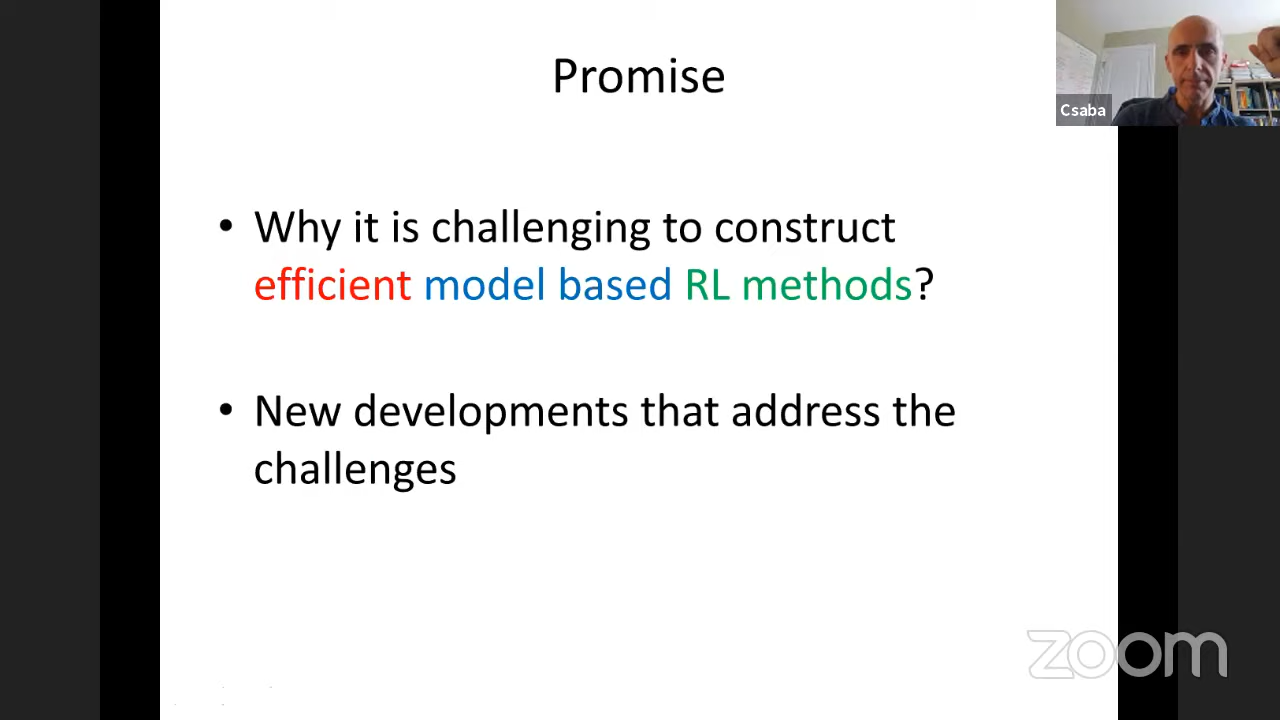 Promise
Csaba
• Why it is challenging to construct
efficient model based RL methods?
• New developments that address the
challenges
zoom